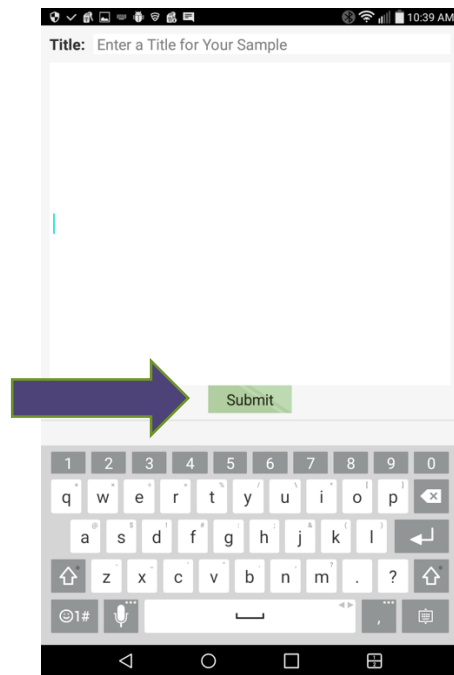 10:39 AM
Title: Enter a Title for Your Sample
Submit
1 2 3 4 5 6 7 8 9 0
q w e r t y u i o p
a s d f g h j k l
z x c v b n m . ?
☺1# ,